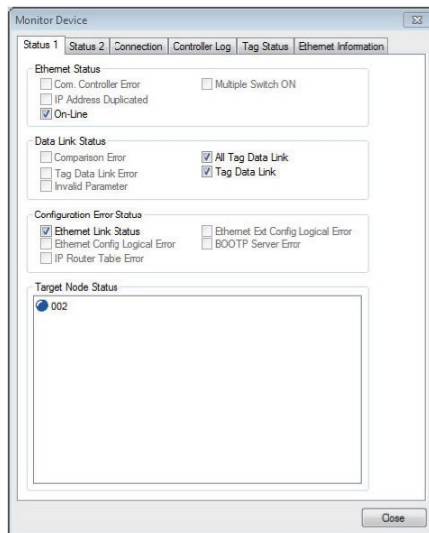 Monitor Device
Status 1 Status 2 Connection Controller Log Tag Status Ethernet Information
Ethernet Status
Com. Controller Error Multiple Switch ON
IP Address Duplicated
On-Line
Data Link Status
Comparison Error All Tag Data Link
Tag Data Link Error Tag Data Link
Invalid Parameter
Configuration Error Status
Ethernet Link Status Ethernet Ext Config Logical Error
Ethernet Config Logical Error BOOTP Server Error
IP Router Table Error
Target Node Status
002
Close